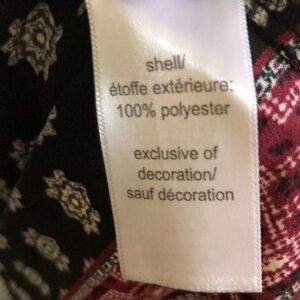 shell/
étoffe extérieure:
100% polyester
exclusive of
decoration/
sauf décoration